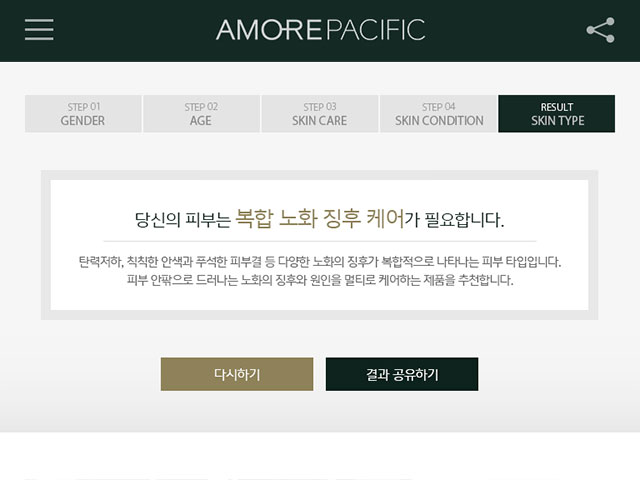 AMOREPACIFIC
STEP 01
GENDER
STEP 02
AGE
STEP 03
SKIN CARE
STEP 04
SKIN CONDITION
RESULT
SKIN TYPE
당신의 피부는 복합 노화 징후 케어가 필요합니다.
탄력저하, 칙칙한 안색과 푸석한 피부결 등 다양한 노화의 징후가 복합적으로 나타나는 피부 타입입니다.
피부 안팎으로 드러나는 노화의 징후와 원인을 멀티로 케어하는 제품을 추천합니다.
다시하기
결과 공유하기